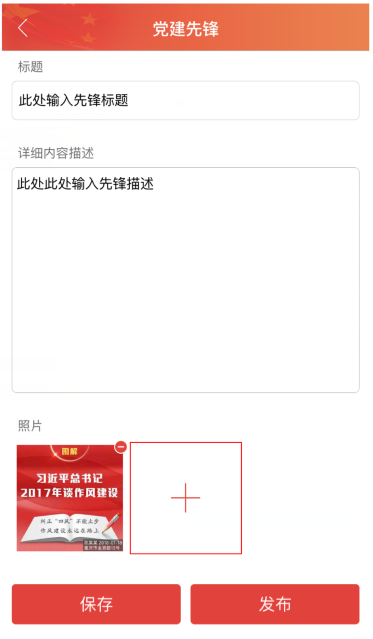 党建先锋
标题
此处输入先锋标题
详细内容描述
此处此处输入先锋描述
照片
图解
习近平总书记
2017年谈作风建设
纠正“四风”不能止步
作风建设永远在路上
保存
发布